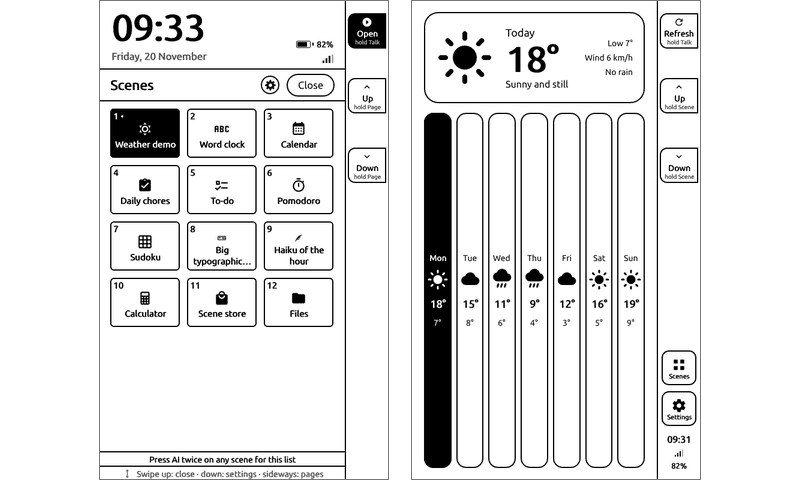 09:33
82%
Friday, 20 November
Scenes
Close
1
Weather demo
2
ABC
Word clock
3
Calendar
4
Daily chores
5
To-do
6
Pomodoro
7
Sudoku
8
Big
typographic...
9
Haiku of the
hour
10
Calculator
11
Scene store
12
Files
Press AI twice on any scene for this list
Swipe up: close · down: settings · sideways: pages
Open
hold Talk
Up
hold Page
Down
hold Page
Today
18°
Sunny and still
Low 7°
Wind 6 km/h
No rain
Mon
18°
7°
Tue
15°
8°
Wed
11°
6°
Thu
9°
4°
Fri
12°
3°
Sat
16°
5°
Sun
19°
9°
Refresh
hold Talk
Up
hold Scene
Down
hold Scene
Scenes
Settings
09:31
82%